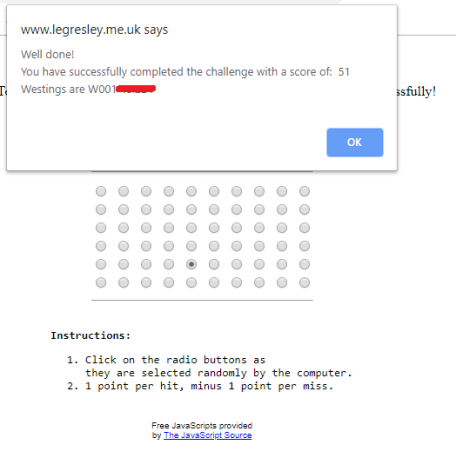 www.legresley.me.uk says
Well done!
You have successfully completed the challenge with a score of: 51
Westings are W001
ssfully!
OK
Instructions:
1. Click on the radio buttons as
they are selected randomly by the computer.
2. 1 point per hit, minus 1 point per miss.
Free JavaScripts provided
by The JavaScript Source